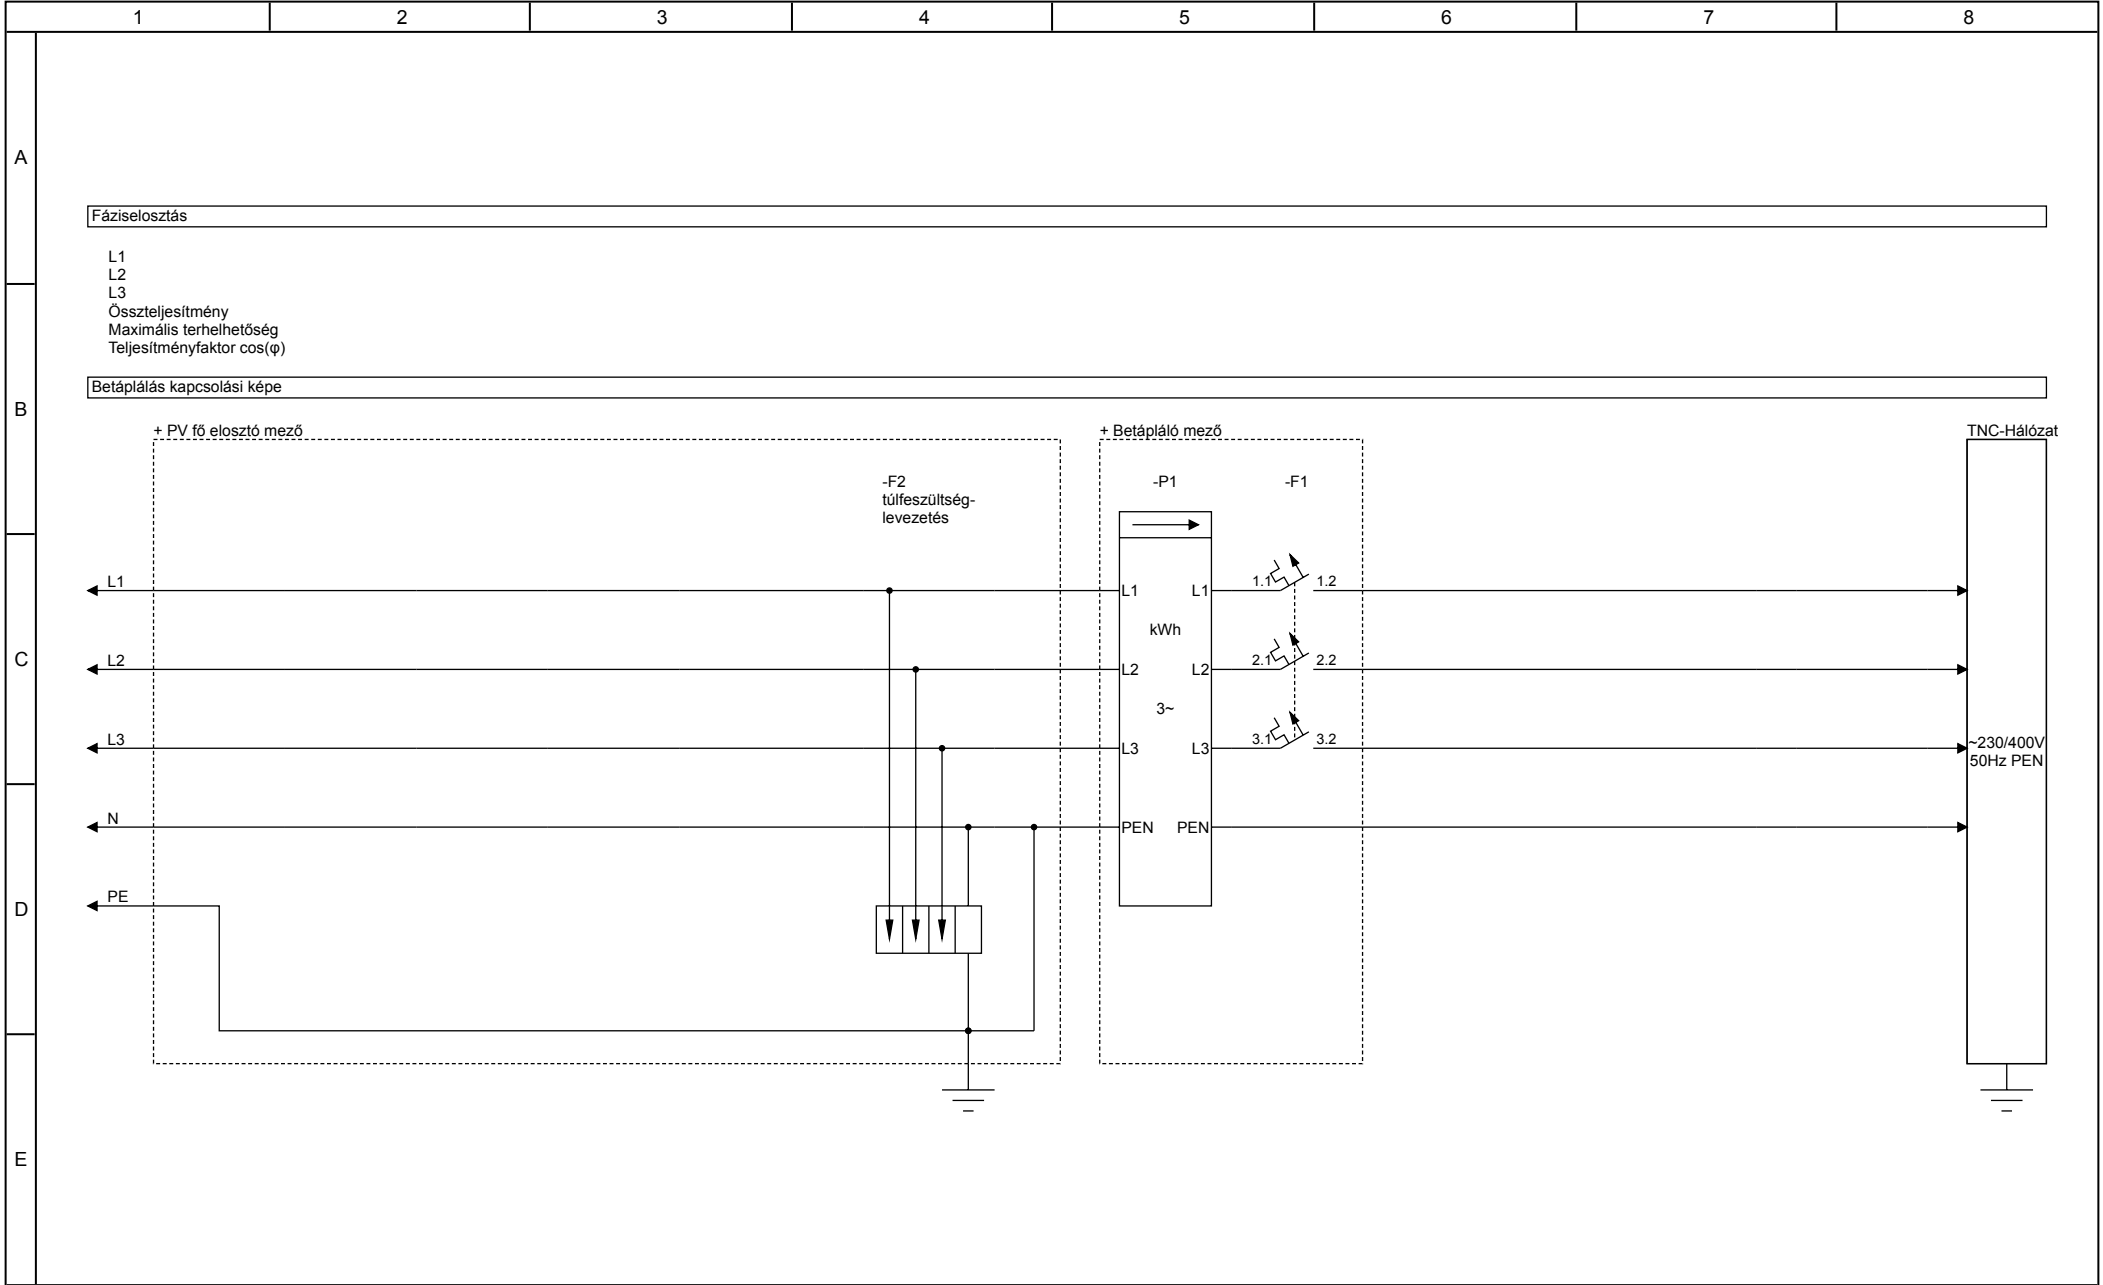 1 2 3 4 5 6 7 8
A
Fáziselosztás
L1
L2
L3
Összteljesítmény
Maximális terhelhetőség
Teljesítményfaktor cos(φ)
Betáplálás kapcsolási képe
B
+ PV fő elosztó mező
+ Betápláló mező
TNC-Hálózat
-F2
túlfeszültség-
levezetés
-P1
-F1
L1
L1 L1
1.1 1.2
kWh
C
L2
L2 L2
2.1 2.2
3~
L3
L3 L3
3.1 3.2
~230/400V
50Hz PEN
N
PEN PEN
PE
D
E